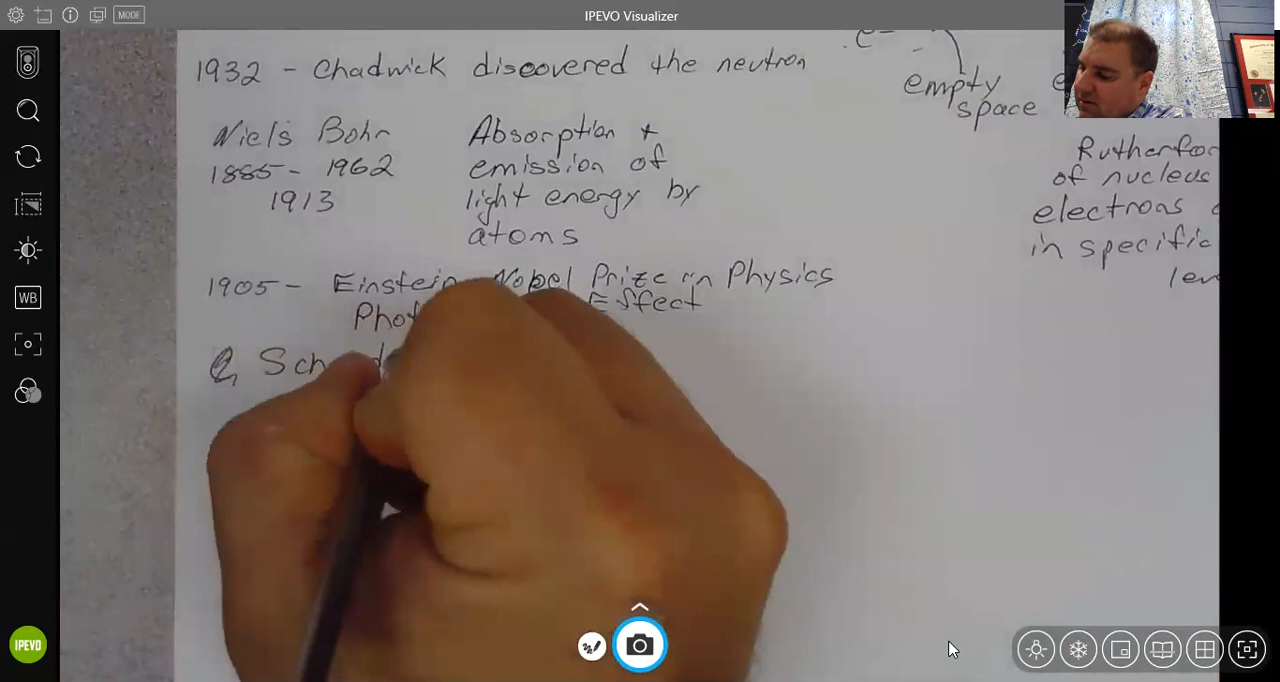 MODE
IPEVO Visualizer
1932 - Chadwick discovered the neutron
e-
empty
space
Niels Bohr
1885 - 1962
1913
Absorption +
emission of
light energy by
atoms
Rutherfor
of nucleus
electrons
in specific
1905 - Einstein Nobel Prize in Physics
Effect
WB
IPEVO